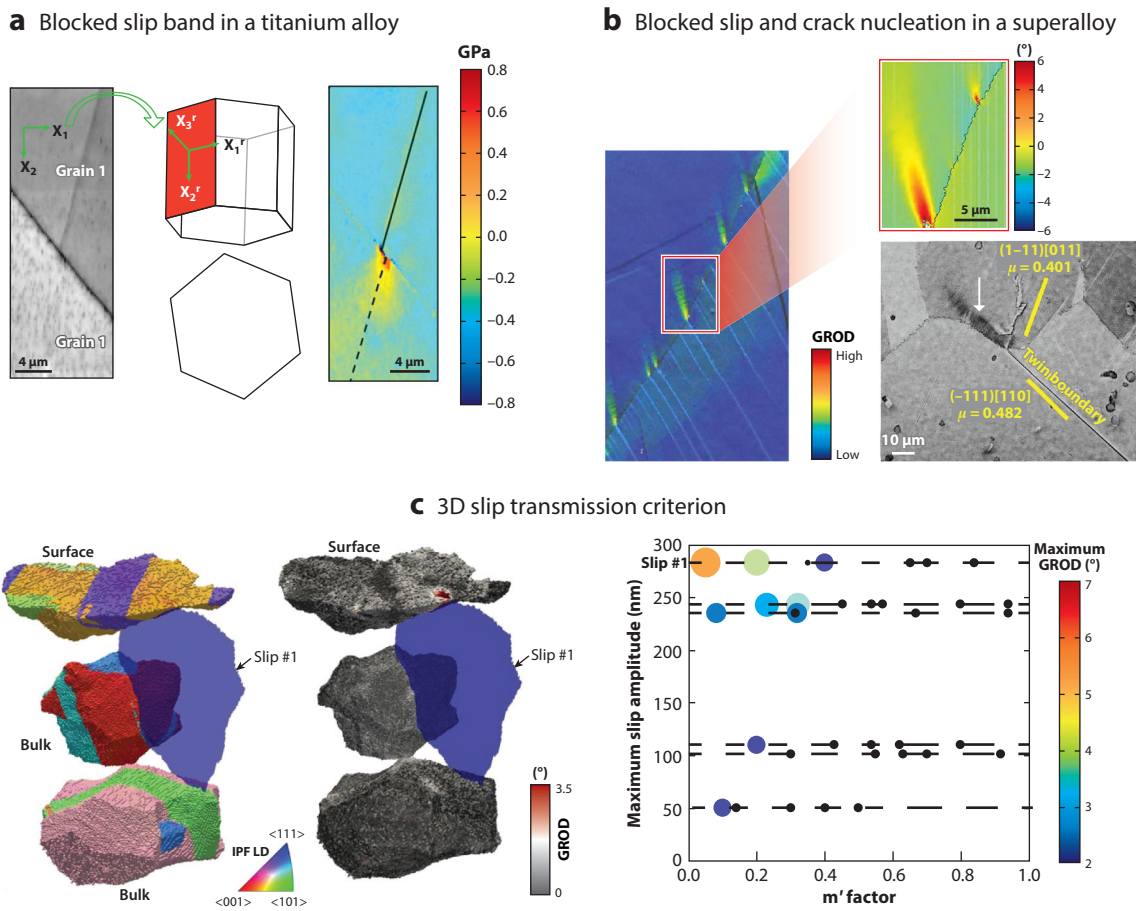 a Blocked slip band in a titanium alloy
X₁
X₂
Grain 1
Grain 1
4 μm
X₃ʳ
X₁ʳ
X₂ʳ
GPa
0.8
0.6
0.4
0.2
0.0
−0.2
−0.4
−0.6
−0.8
4 μm
b Blocked slip and crack nucleation in a superalloy
GROD
High
Low
(°)
6
4
2
0
−2
−4
−6
5 μm
(1–11)[011]
μ = 0.401
Twin boundary
(–111)[110]
μ = 0.482
10 μm
c 3D slip transmission criterion
Surface
Slip #1
Bulk
Bulk
IPF LD
<111>
<001>
<101>
Surface
Slip #1
(°)
3.5
GROD
0
Maximum slip amplitude (nm)
300
Slip #1
250
200
150
100
50
0
0.0
0.2
0.4
0.6
0.8
1.0
m' factor
Maximum
GROD (°)
7
6
5
4
3
2